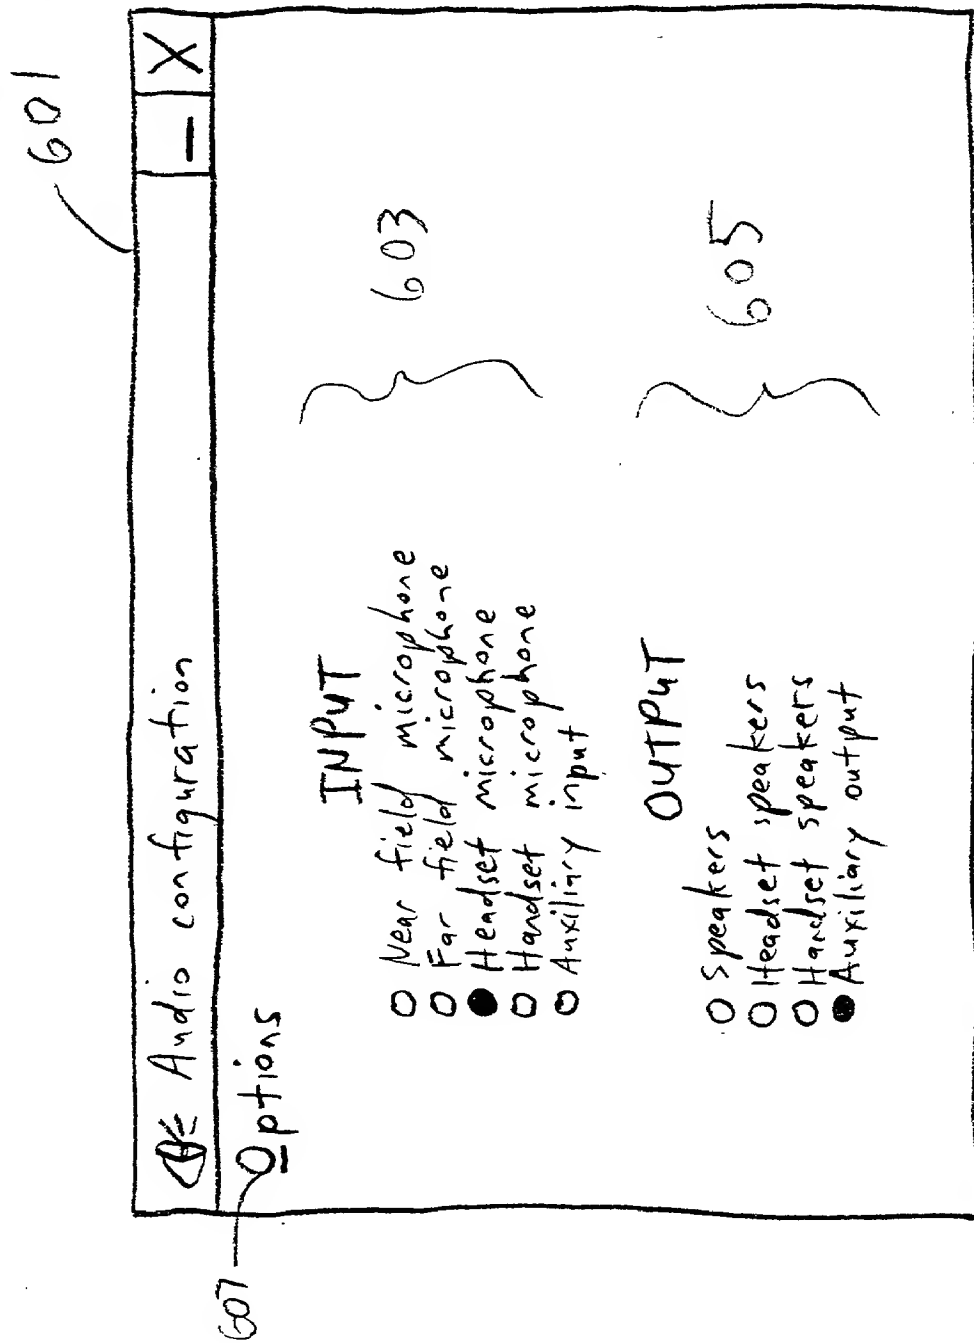 601
Audio configuration _ X
607
Options
INPUT
Near field microphone
Far field microphone
Headset microphone
Handset microphone
Auxiliary input
603
OUTPUT
Speakers
Headset speakers
Handset speakers
Auxiliary output
605